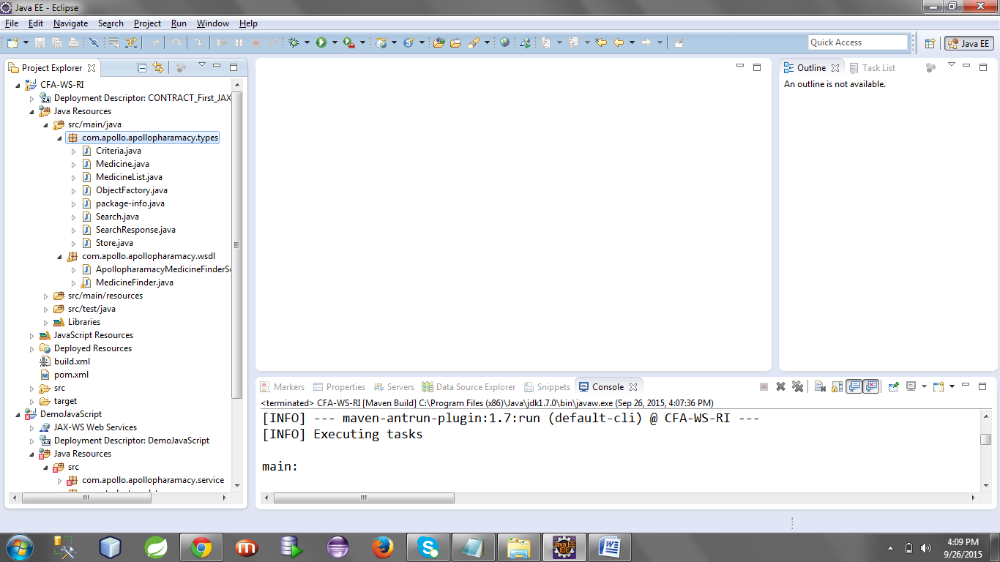 Java EE - Eclipse
File Edit Navigate Search Project Run Window Help
Quick Access
Java EE
Project Explorer
CFA-WS-RI
Deployment Descriptor: CONTRACT_First_JAX
Java Resources
src/main/java
com.apollo.apollopharamacy.types
Criteria.java
Medicine.java
MedicineList.java
ObjectFactory.java
package-info.java
Search.java
SearchResponse.java
Store.java
com.apollo.apollopharamacy.wsdl
ApollopharamacyMedicineFinderSe
MedicineFinder.java
src/main/resources
src/test/java
Libraries
JavaScript Resources
Deployed Resources
build.xml
pom.xml
src
target
DemoJavaScript
JAX-WS Web Services
Deployment Descriptor: DemoJavaScript
Java Resources
src
com.apollo.apollopharamacy.service
Outline Task List
An outline is not available.
Markers Properties Servers Data Source Explorer Snippets Console
<terminated> CFA-WS-RI [Maven Build] C:\Program Files (x86)\Java\jdk1.7.0\bin\javaw.exe (Sep 26, 2015, 4:07:36 PM)
[INFO] --- maven-antrun-plugin:1.7:run (default-cli) @ CFA-WS-RI ---
[INFO] Executing tasks
main:
Java EE
IDE
4:09 PM
9/26/2015